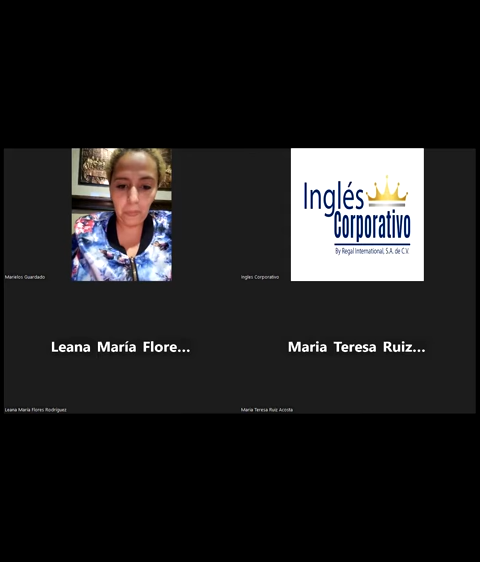 Inglés
Corporativo
By Regal International, S.A. de C.V.
Marielos Guardado
Ingles Corporativo
Leana María Flore...
Maria Teresa Ruiz...
Leana María Flores Rodríguez
Maria Teresa Ruiz Acosta